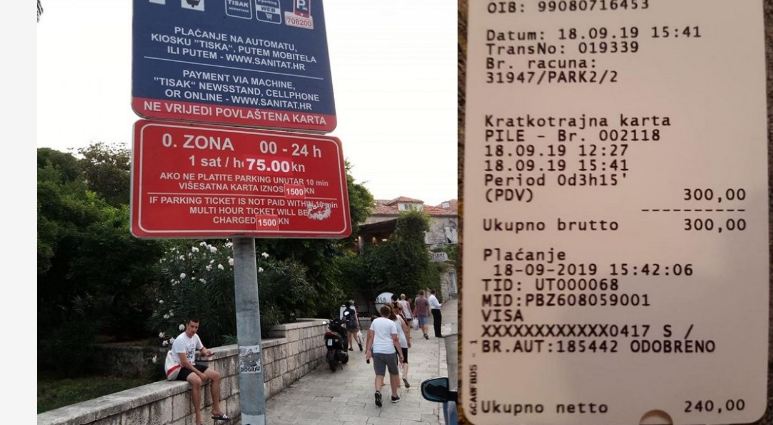 TISAK
WEB
P
708200
PLAĆANJE NA AUTOMATU,
KIOSKU "TISKA", PUTEM MOBITELA
ILI PUTEM - WWW.SANITAT.HR
PAYMENT VIA MACHINE,
"TISAK" NEWSSTAND, CELLPHONE
OR ONLINE - WWW.SANITAT.HR
NE VRIJEDI POVLAŠTENA KARTA
0. ZONA 00 - 24 h
1 sat / h 75.00 kn
AKO NE PLATITE PARKING UNUTAR 10 min
VIŠESATNA KARTA IZNOSI 1500 KN
IF PARKING TICKET IS NOT PAID WITHIN 10 min
MULTI HOUR TICKET WILL BE
CHARGED 1500 KN
OIB: 99080716453
Datum: 18.09.19 15:41
TransNo: 019339
Br. racuna:
31947/PARK2/2
Kratkotrajna karta
PILE - Br. 002118
18.09.19 12:27
18.09.19 15:41
Period 0d3h15'
(PDV) 300,00
Ukupno brutto 300,00
Plaćanje
18-09-2019 15:42:06
TID: UT000068
MID:PBZ608059001
VISA
XXXXXXXXXXXX0417 S /
BR.AUT:185442 ODOBRENO
Ukupno netto 240,00